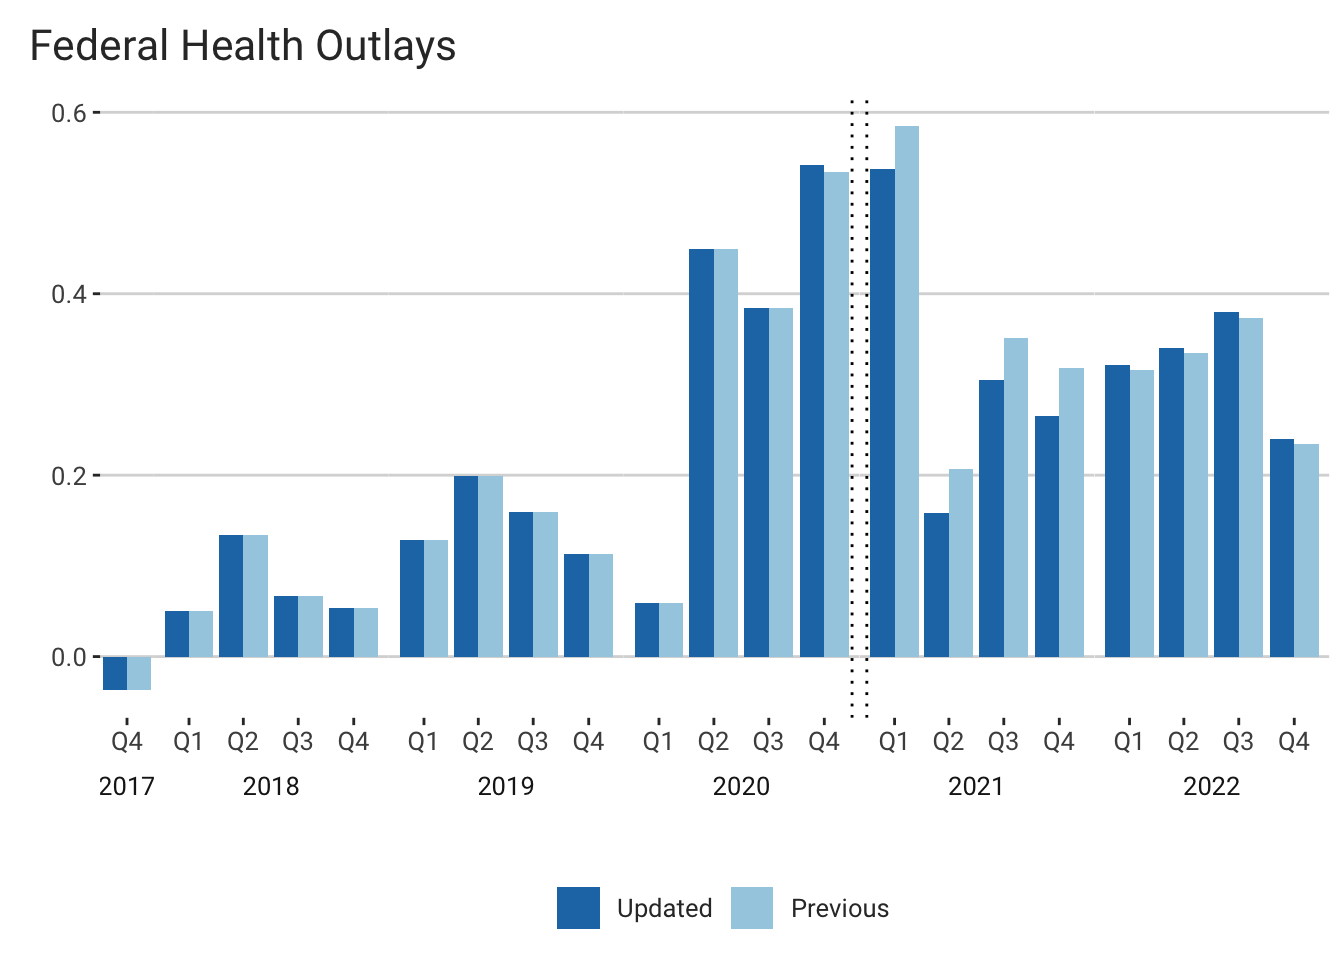 Federal Health Outlays
0.6
0.4
0.2
0.0
Q4 Q1 Q2 Q3 Q4 Q1 Q2 Q3 Q4 Q1 Q2 Q3 Q4 Q1 Q2 Q3 Q4 Q1 Q2 Q3 Q4
2017 2018 2019 2020 2021 2022
Updated Previous